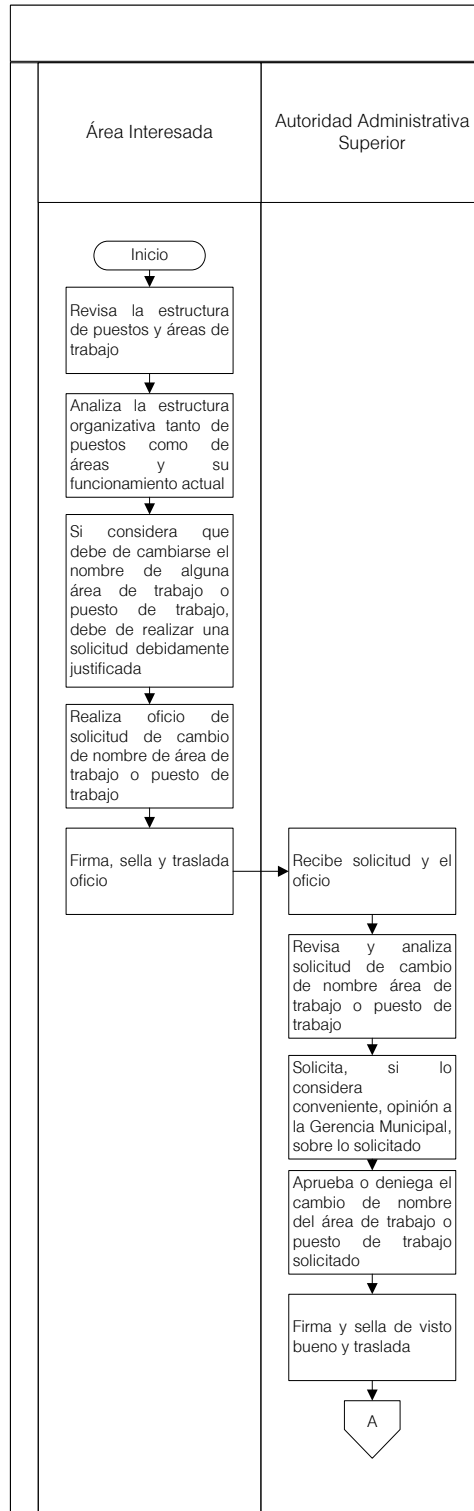 Área Interesada
Autoridad Administrativa
Superior
Inicio
Revisa la estructura
de puestos y áreas de
trabajo
Analiza la estructura
organizativa tanto de
puestos como de
áreas y su
funcionamiento actual
Si considera que
debe de cambiarse el
nombre de alguna
área de trabajo o
puesto de trabajo,
debe de realizar una
solicitud debidamente
justificada
Realiza oficio de
solicitud de cambio
de nombre de área de
trabajo o puesto de
trabajo
Firma, sella y traslada
oficio
Recibe solicitud y el
oficio
Revisa y analiza
solicitud de cambio
de nombre área de
trabajo o puesto de
trabajo
Solicita, si lo
considera
conveniente, opinión a
la Gerencia Municipal,
sobre lo solicitado
Aprueba o deniega el
cambio de nombre
del área de trabajo o
puesto de trabajo
solicitado
Firma y sella de visto
bueno y traslada
A